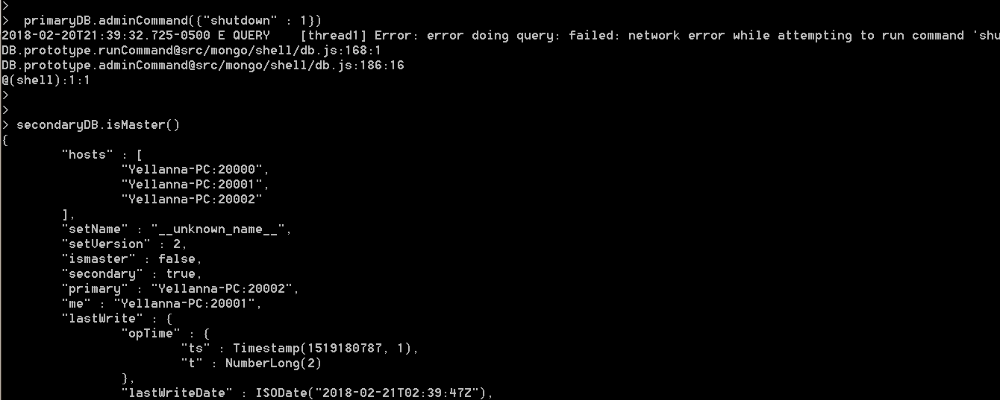 >
>  primaryDB.adminCommand({"shutdown" : 1})
2018-02-20T21:39:32.725-0500 E QUERY    [thread1] Error: error doing query: failed: network error while attempting to run command 'shu
DB.prototype.runCommand@src/mongo/shell/db.js:168:1
DB.prototype.adminCommand@src/mongo/shell/db.js:186:16
@(shell):1:1
>
>
> secondaryDB.isMaster()
{
        "hosts" : [
                "Yellanna-PC:20000",
                "Yellanna-PC:20001",
                "Yellanna-PC:20002"
        ],
        "setName" : "__unknown_name__",
        "setVersion" : 2,
        "ismaster" : false,
        "secondary" : true,
        "primary" : "Yellanna-PC:20002",
        "me" : "Yellanna-PC:20001",
        "lastWrite" : {
                "opTime" : {
                        "ts" : Timestamp(1519180787, 1),
                        "t" : NumberLong(2)
                },
                "lastWriteDate" : ISODate("2018-02-21T02:39:47Z"),